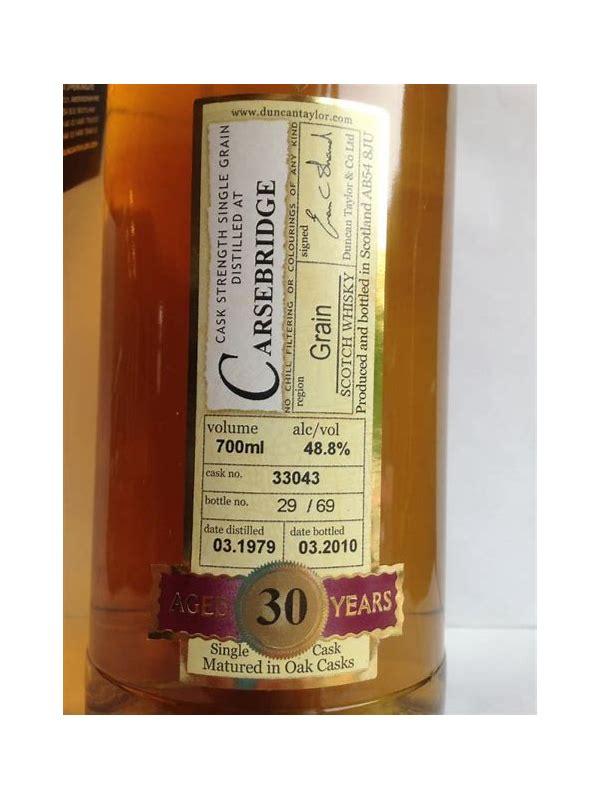 www.duncantaylor.com
CASK STRENGTH SINGLE GRAIN
DISTILLED AT
CARSEBRIDGE
NO CHILL FILTERING OR COLOURINGS OF ANY KIND
signed
Duncan Taylor & Co Ltd
region
Grain
SCOTCH WHISKY
Produced and bottled in Scotland AB54 8JU
volume alc/vol
700ml 48.8%
cask no. 33043
bottle no. 29 / 69
date distilled date bottled
03.1979 03.2010
AGED 30 YEARS
Single Cask
Matured in Oak Casks